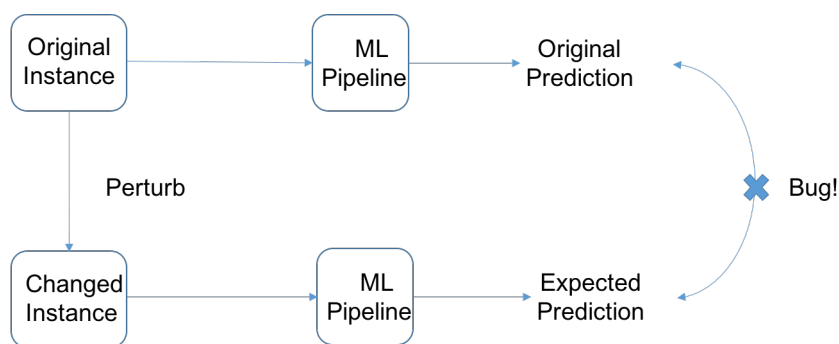 Original
Instance
ML
Pipeline
Original
Prediction
Perturb
Bug!
Changed
Instance
ML
Pipeline
Expected
Prediction